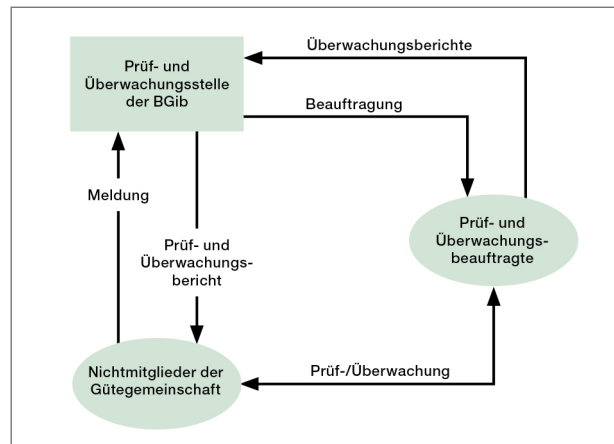 Überwachungsberichte
Prüf- und
Überwachungsstelle
der BGib
Beauftragung
Meldung
Prüf- und
Überwachungs-
bericht
Prüf- und
Überwachungs-
beauftragte
Nichtmitglieder der
Gütegemeinschaft
Prüf-/Überwachung